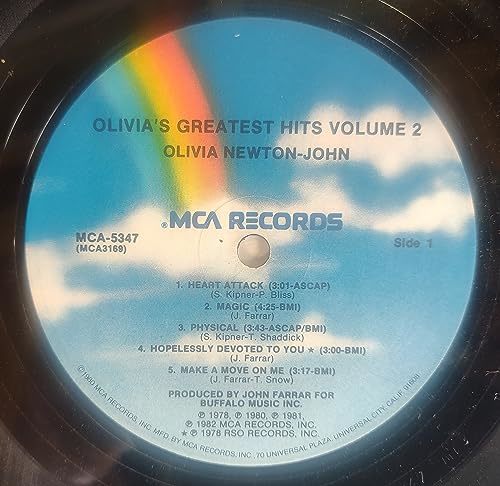 OLIVIA'S GREATEST HITS VOLUME 2
OLIVIA NEWTON-JOHN
®MCA RECORDS
MCA-5347
(MCA3169)
Side 1
1. HEART ATTACK (3:01-ASCAP)
(S. Kipner-P. Bliss)
2. MAGIC (4:25-BMI)
(J. Farrar)
3. PHYSICAL (3:43-ASCAP/BMI)
(S. Kipner-T. Shaddick)
4. HOPELESSLY DEVOTED TO YOU ★ (3:00-BMI)
(J. Farrar)
5. MAKE A MOVE ON ME (3:17-BMI)
(J. Farrar-T. Snow)
PRODUCED BY JOHN FARRAR FOR
BUFFALO MUSIC INC.
℗ 1978, ℗ 1980, ℗ 1981,
℗ 1982 MCA RECORDS, INC.
★ ℗ 1978 RSO RECORDS, INC.
©1980 MCA RECORDS, INC. MFD. BY MCA RECORDS, INC., 70 UNIVERSAL PLAZA, UNIVERSAL CITY, CALIF.